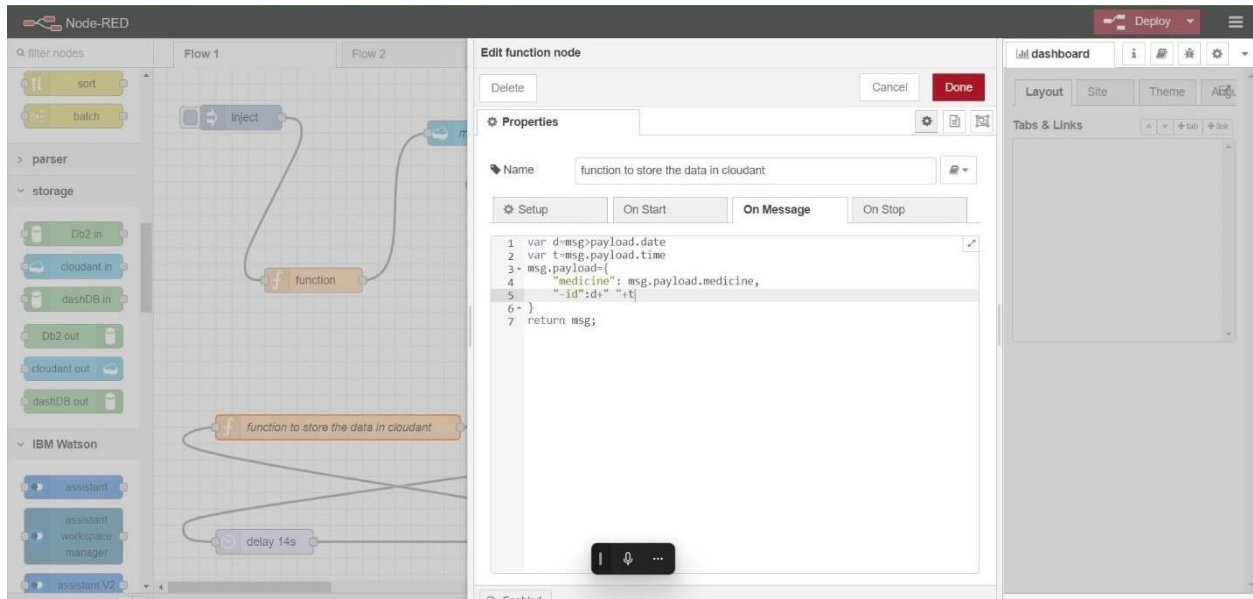 Node-RED
Deploy
filter nodes
sort
batch
parser
storage
Db2 in
cloudant in
dashDB in
Db2 out
cloudant out
dashDB out
IBM Watson
assistant
assistant
workspace
manager
assistant V2
Flow 1
Flow 2
inject
function
function to store the data in cloudant
delay 14s
Edit function node
Delete
Cancel
Done
Properties
Name
function to store the data in cloudant
Setup
On Start
On Message
On Stop
1 var d=msg>payload.date
2 var t=msg.payload.time
3 msg.payload={
4 "medicine": msg.payload.medicine,
5 "-id":d+" "+t
6 }
7 return msg;
Enabled
dashboard
i
Layout
Site
Theme
Tabs & Links
+tab
+link